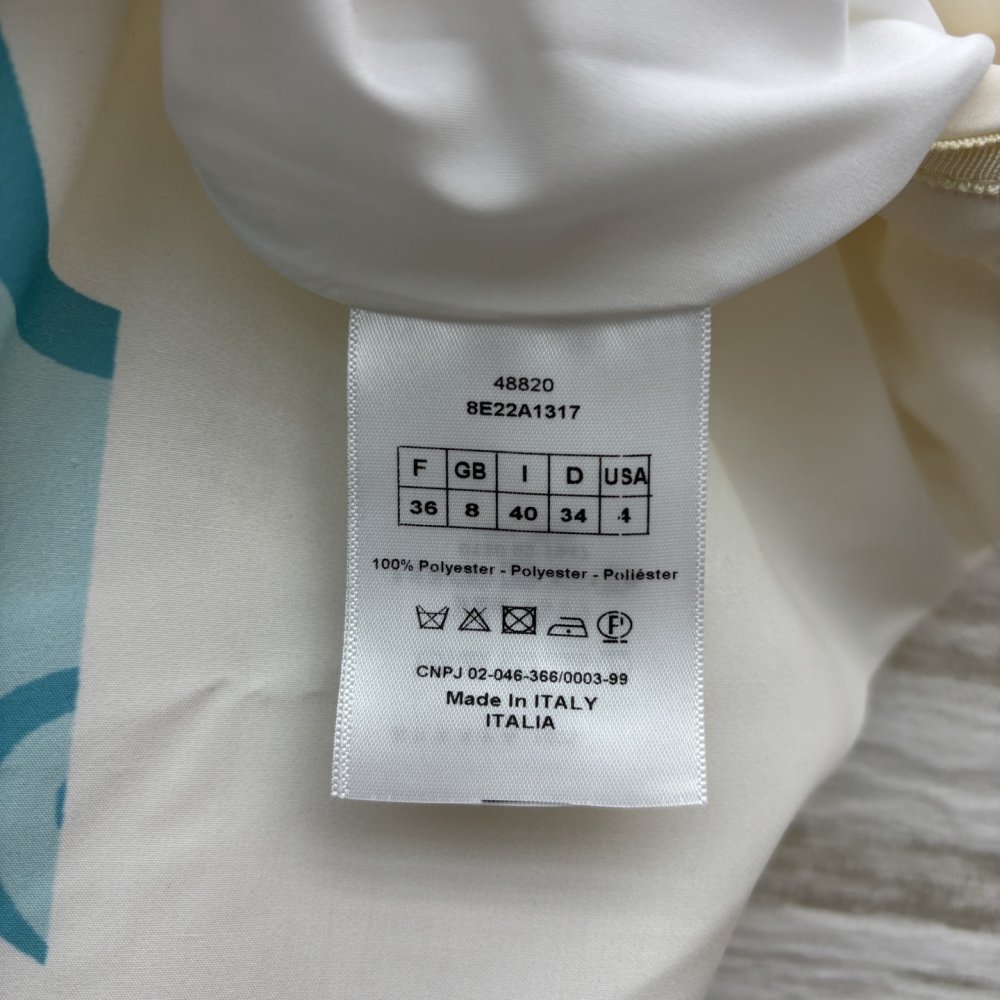 48820
8E22A1317
F GB I D USA
36 8 40 34 4
100% Polyester - Polyester - Poliéster
F
CNPJ 02-046-366/0003-99
Made In ITALY
ITALIA